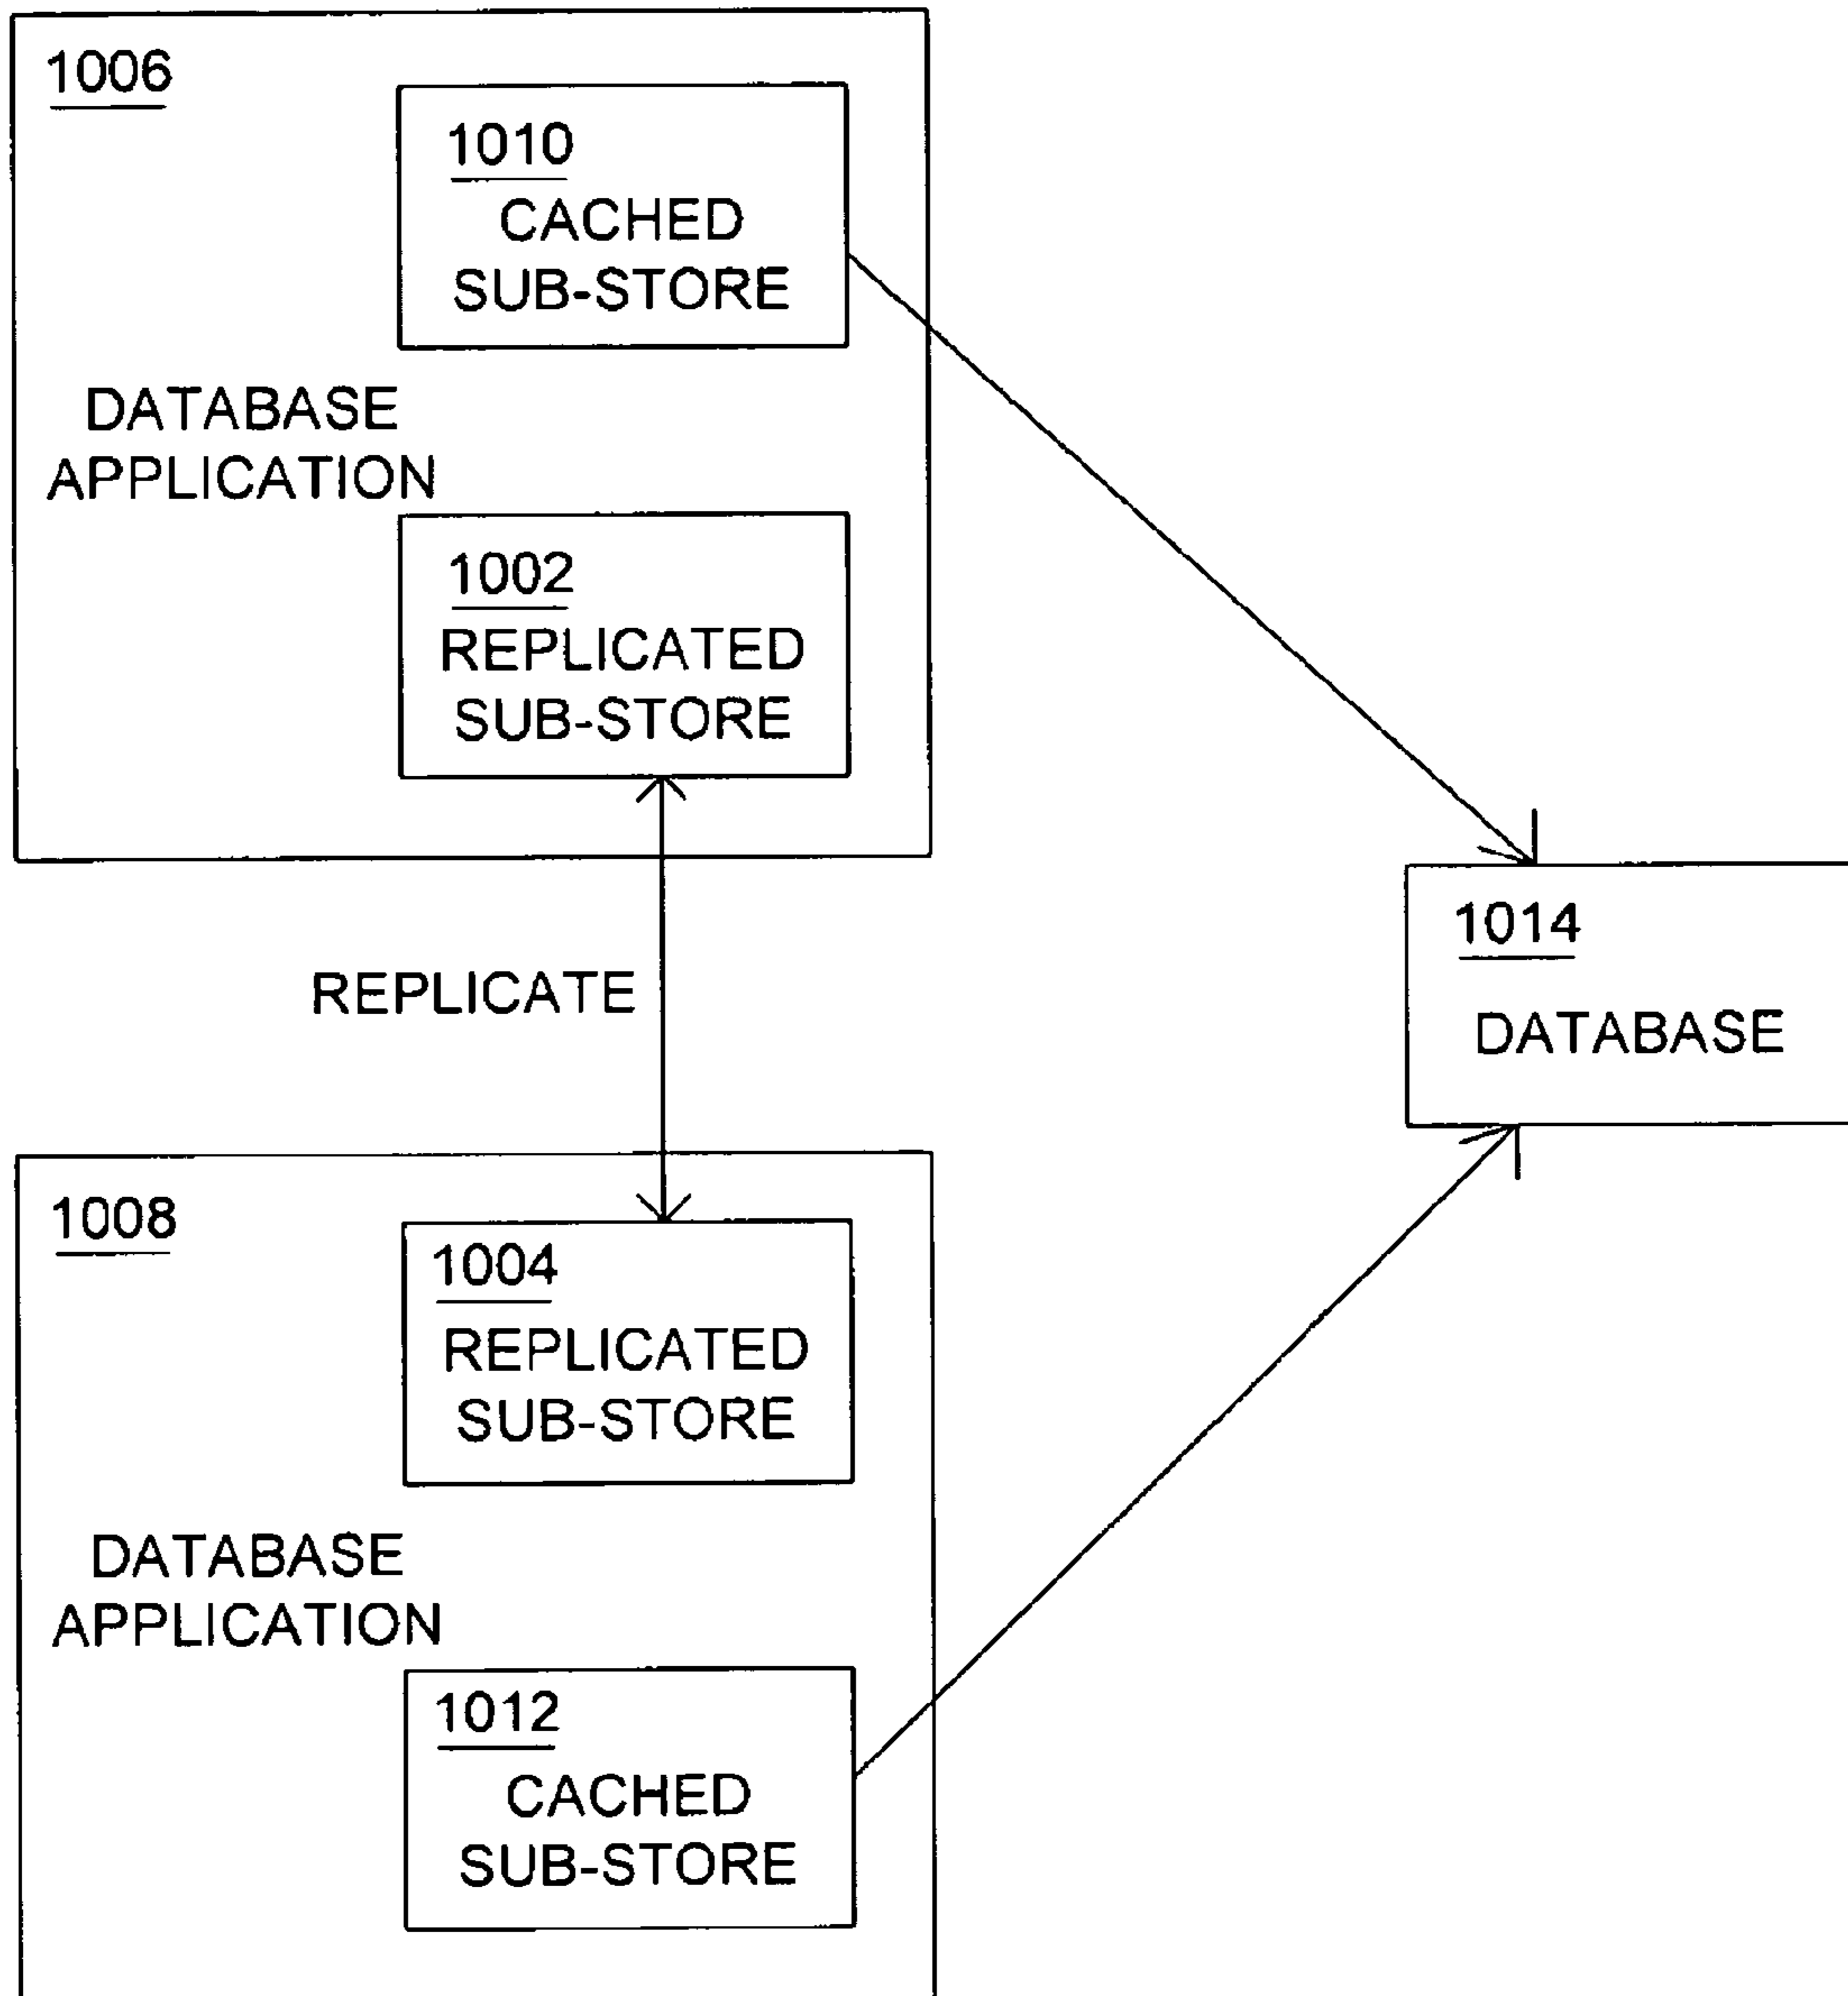 1006
1010
CACHED
SUB-STORE
DATABASE
APPLICATION
1002
REPLICATED
SUB-STORE
REPLICATE
1014
DATABASE
1008
1004
REPLICATED
SUB-STORE
DATABASE
APPLICATION
1012
CACHED
SUB-STORE